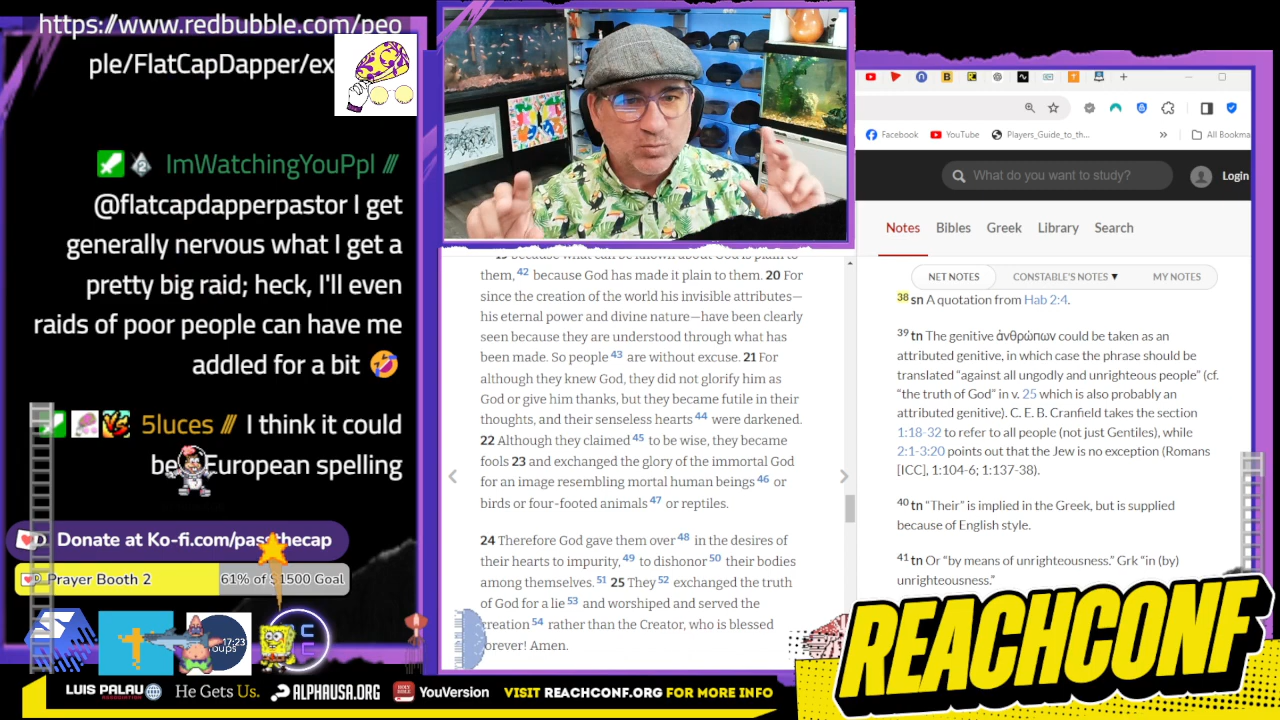 https://www.redbubble.com/peo
ple/FlatCapDapper/ex
ImWatchingYouPpl ///
@flatcapdapperpastor I get
generally nervous what I get a
pretty big raid; heck, I'll even
raids of poor people can have me
addled for a bit 🤣
5luces // I think it could
be European spelling
Donate at Ko-fi.com/passthecap
Prayer Booth 2
61% of $1500 Goal
17:23
LUIS PALAU
He Gets Us.
ALPHAUSA.ORG
HOLY BIBLE
YouVersion
VISIT REACHCONF.ORG FOR MORE INFO
19 because what can be known about God is plain to
them, 42 because God has made it plain to them. 20 For
since the creation of the world his invisible attributes—
his eternal power and divine nature—have been clearly
seen because they are understood through what has
been made. So people 43 are without excuse. 21 For
although they knew God, they did not glorify him as
God or give him thanks, but they became futile in their
thoughts, and their senseless hearts 44 were darkened.
22 Although they claimed 45 to be wise, they became
fools 23 and exchanged the glory of the immortal God
for an image resembling mortal human beings 46 or
birds or four-footed animals 47 or reptiles.
24 Therefore God gave them over 48 in the desires of
their hearts to impurity, 49 to dishonor 50 their bodies
among themselves. 51 25 They 52 exchanged the truth
of God for a lie 53 and worshiped and served the
creation 54 rather than the Creator, who is blessed
forever! Amen.
Facebook
YouTube
Players_Guide_to_th...
»
All Bookma
What do you want to study?
Login
Notes
Bibles
Greek
Library
Search
NET NOTES
CONSTABLE'S NOTES ▼
MY NOTES
38 sn A quotation from Hab 2:4.
39 tn The genitive ἀνθρώπων could be taken as an
attributed genitive, in which case the phrase should be
translated “against all ungodly and unrighteous people” (cf.
“the truth of God” in v. 25 which is also probably an
attributed genitive). C. E. B. Cranfield takes the section
1:18-32 to refer to all people (not just Gentiles), while
2:1-3:20 points out that the Jew is no exception (Romans
[ICC], 1:104-6; 1:137-38).
40 tn “Their” is implied in the Greek, but is supplied
because of English style.
41 tn Or “by means of unrighteousness.” Grk “in (by)
unrighteousness.”
REACHCONF